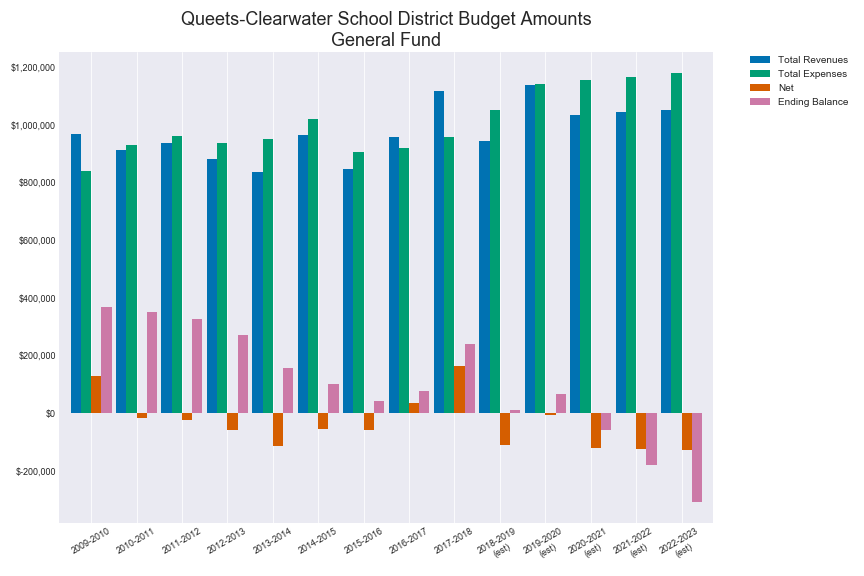 Queets-Clearwater School District Budget Amounts
General Fund
Total Revenues
Total Expenses
Net
Ending Balance
$1,200,000
$1,000,000
$800,000
$600,000
$400,000
$200,000
$0
$-200,000
2009-2010
2010-2011
2011-2012
2012-2013
2013-2014
2014-2015
2015-2016
2016-2017
2017-2018
2018-2019
(est)
2019-2020
(est)
2020-2021
(est)
2021-2022
(est)
2022-2023
(est)